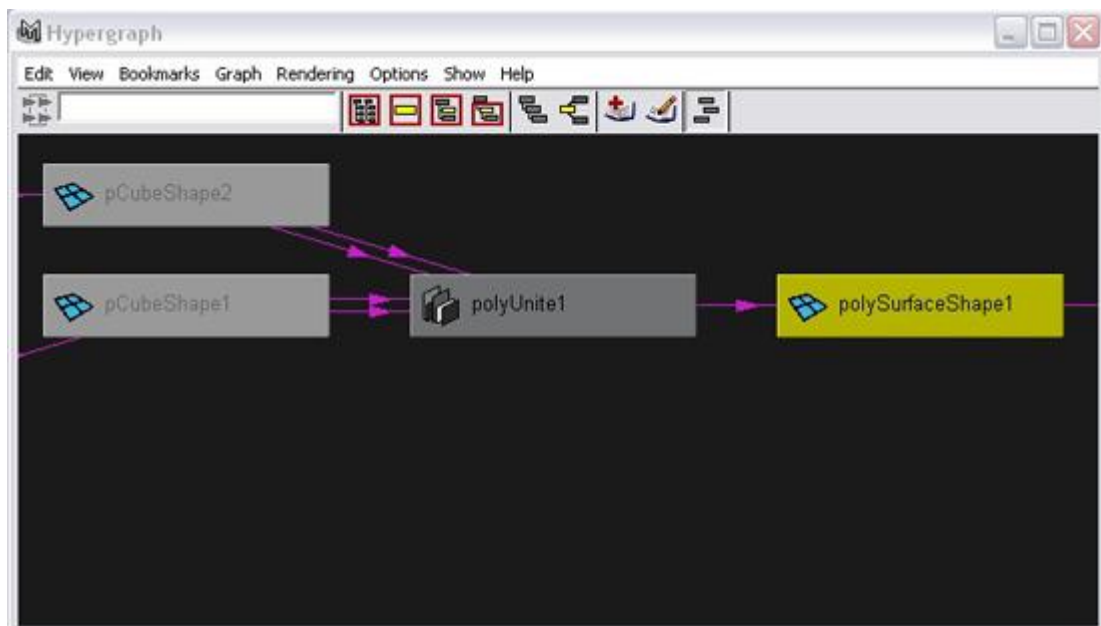 Hypergraph
Edit View Bookmarks Graph Rendering Options Show Help
pCubeShape2
pCubeShape1
polyUnite1
polySurfaceShape1